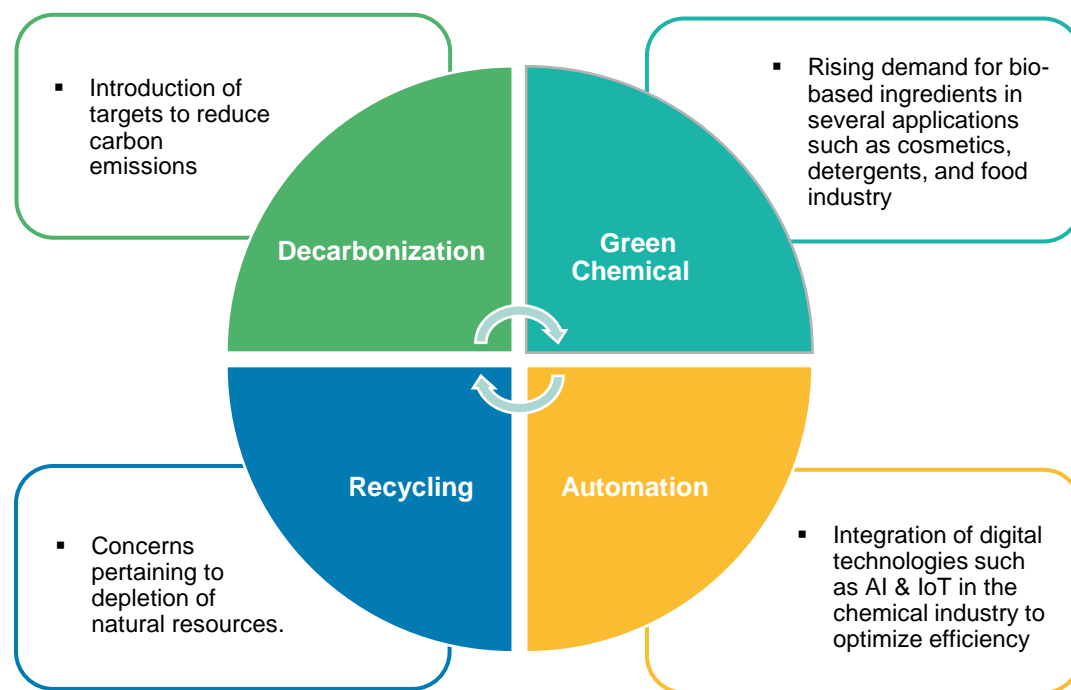 ▪ Introduction of
targets to reduce
carbon
emissions
▪ Rising demand for bio-
based ingredients in
several applications
such as cosmetics,
detergents, and food
industry
Decarbonization
Green
Chemical
Recycling
Automation
▪ Concerns
pertaining to
depletion of
natural resources.
▪ Integration of digital
technologies such
as AI & IoT in the
chemical industry to
optimize efficiency